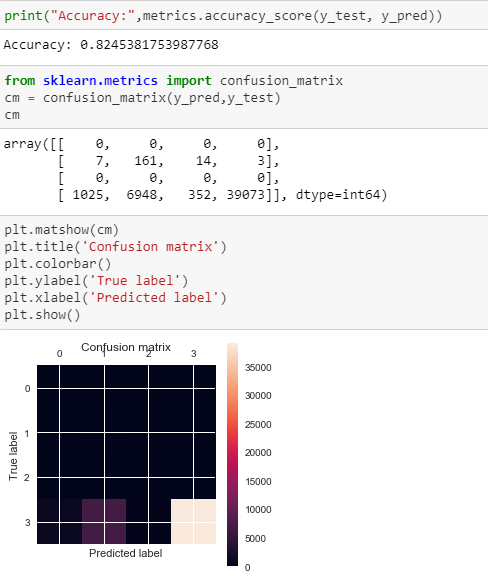 print("Accuracy:",metrics.accuracy_score(y_test, y_pred))
Accuracy: 0.8245381753987768
from sklearn.metrics import confusion_matrix
cm = confusion_matrix(y_pred,y_test)
cm
array([[    0,     0,     0,     0],
       [    7,   161,    14,     3],
       [    0,     0,     0,     0],
       [ 1025,  6948,   352, 39073]], dtype=int64)
plt.matshow(cm)
plt.title('Confusion matrix')
plt.colorbar()
plt.ylabel('True label')
plt.xlabel('Predicted label')
plt.show()
Confusion matrix
0 1 2 3
0
1
2
3
True label
Predicted label
35000
30000
25000
20000
15000
10000
5000
0